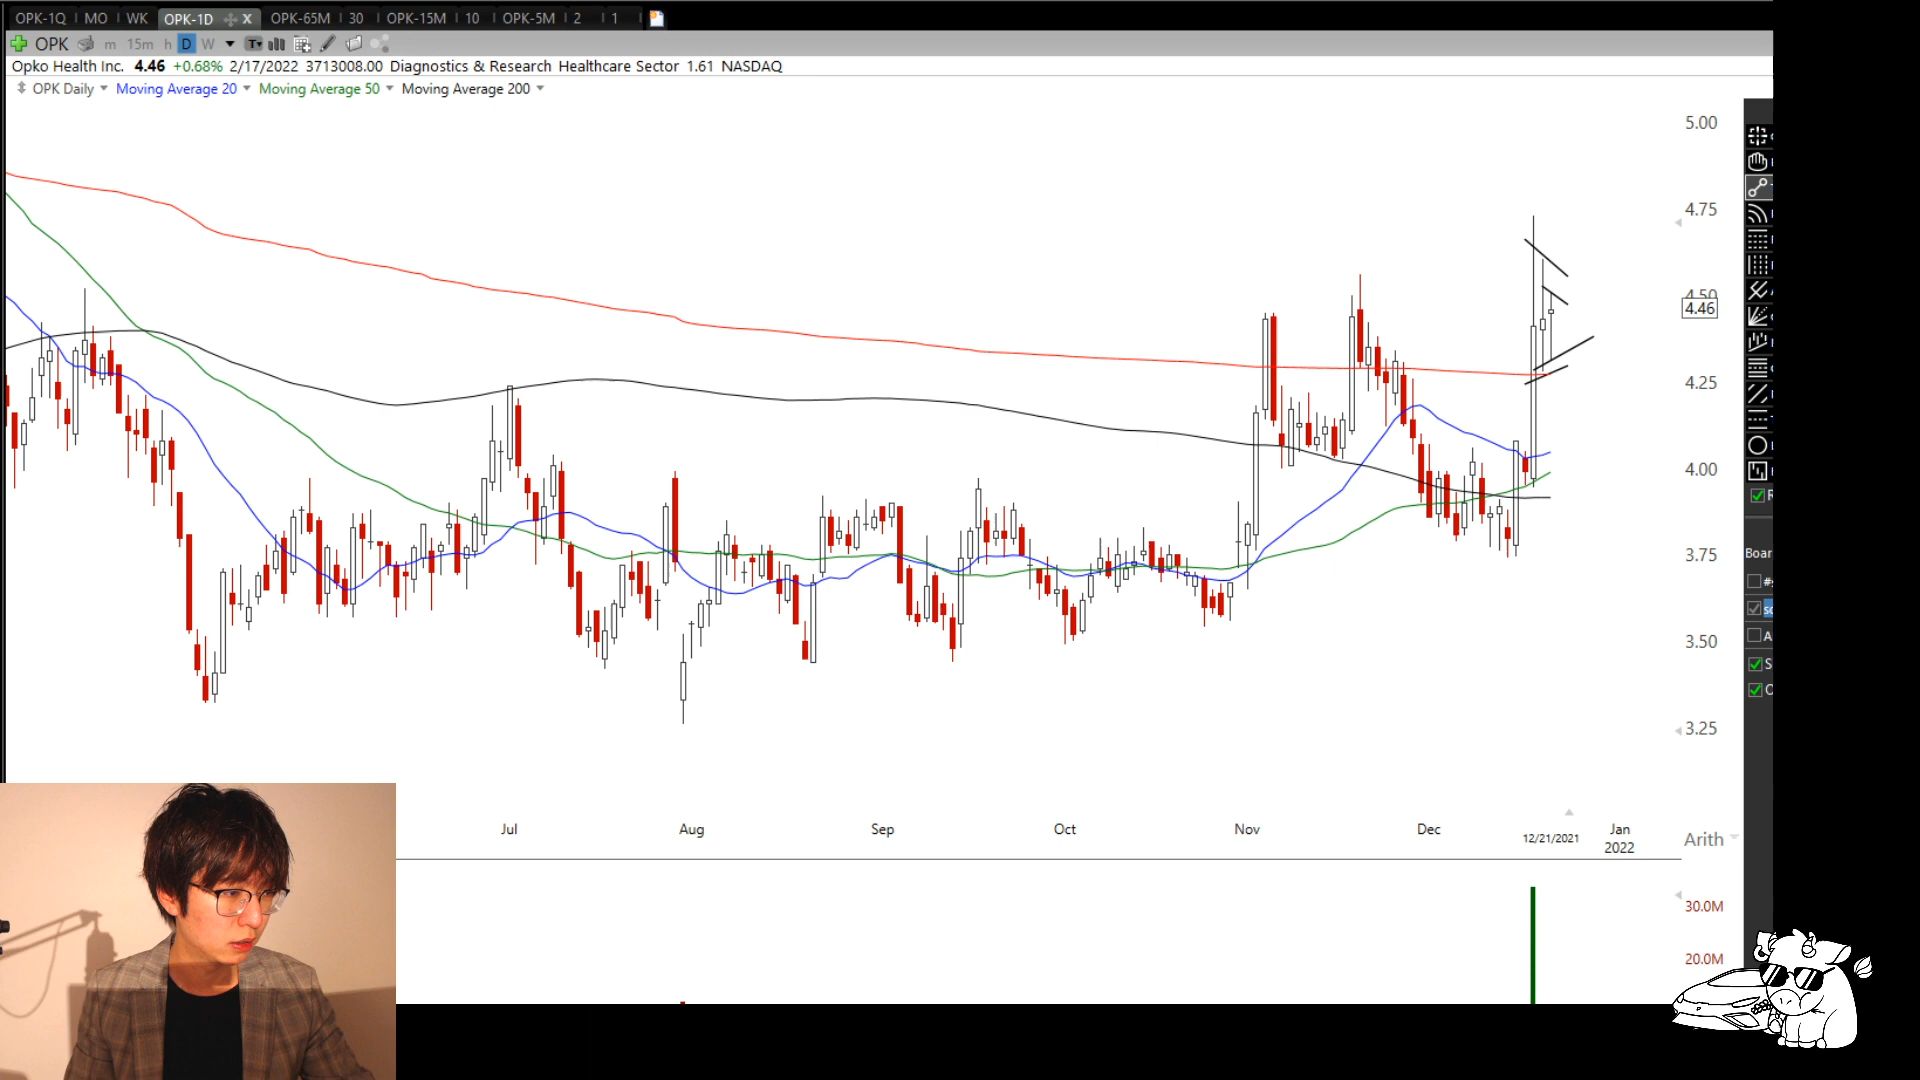 OPK-1Q MO WK OPK-1D X OPK-65M 30 OPK-15M 10 OPK-5M 2 1
OPK m 15m h D W T
Opko Health Inc. 4.46 +0.68% 2/17/2022 3713008.00 Diagnostics & Research Healthcare Sector 1.61 NASDAQ
OPK Daily Moving Average 20 Moving Average 50 Moving Average 200
5.00
4.75
4.50
4.46
4.25
4.00
3.75
3.50
3.25
Boar
#
A
S
Jul Aug Sep Oct Nov Dec 12/21/2021 Jan
2022
Arith
30.0M
20.0M